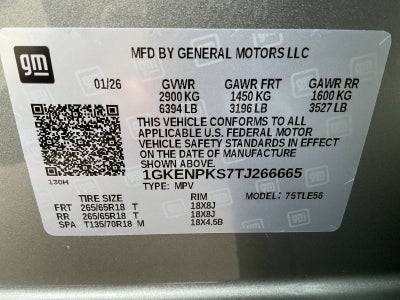 gm
MFD BY GENERAL MOTORS LLC
01/26 GVWR GAWR FRT GAWR RR
2900 KG 1450 KG 1600 KG
6394 LB 3196 LB 3527 LB
THIS VEHICLE CONFORMS TO ALL
APPLICABLE U.S. FEDERAL MOTOR
VEHICLE SAFETY STANDARDS IN EFFECT
ON THE DATE OF MANUFACTURE
SHOWN ABOVE.
130H
1GKENPKS7TJ266665
TYPE: MPV MODEL: 75TLE56
TIRE SIZE RIM
FRT 265/65R18 T 18X8J
RR 265/65R18 T 18X8J
SPA T135/70R18 M 18X4.5B